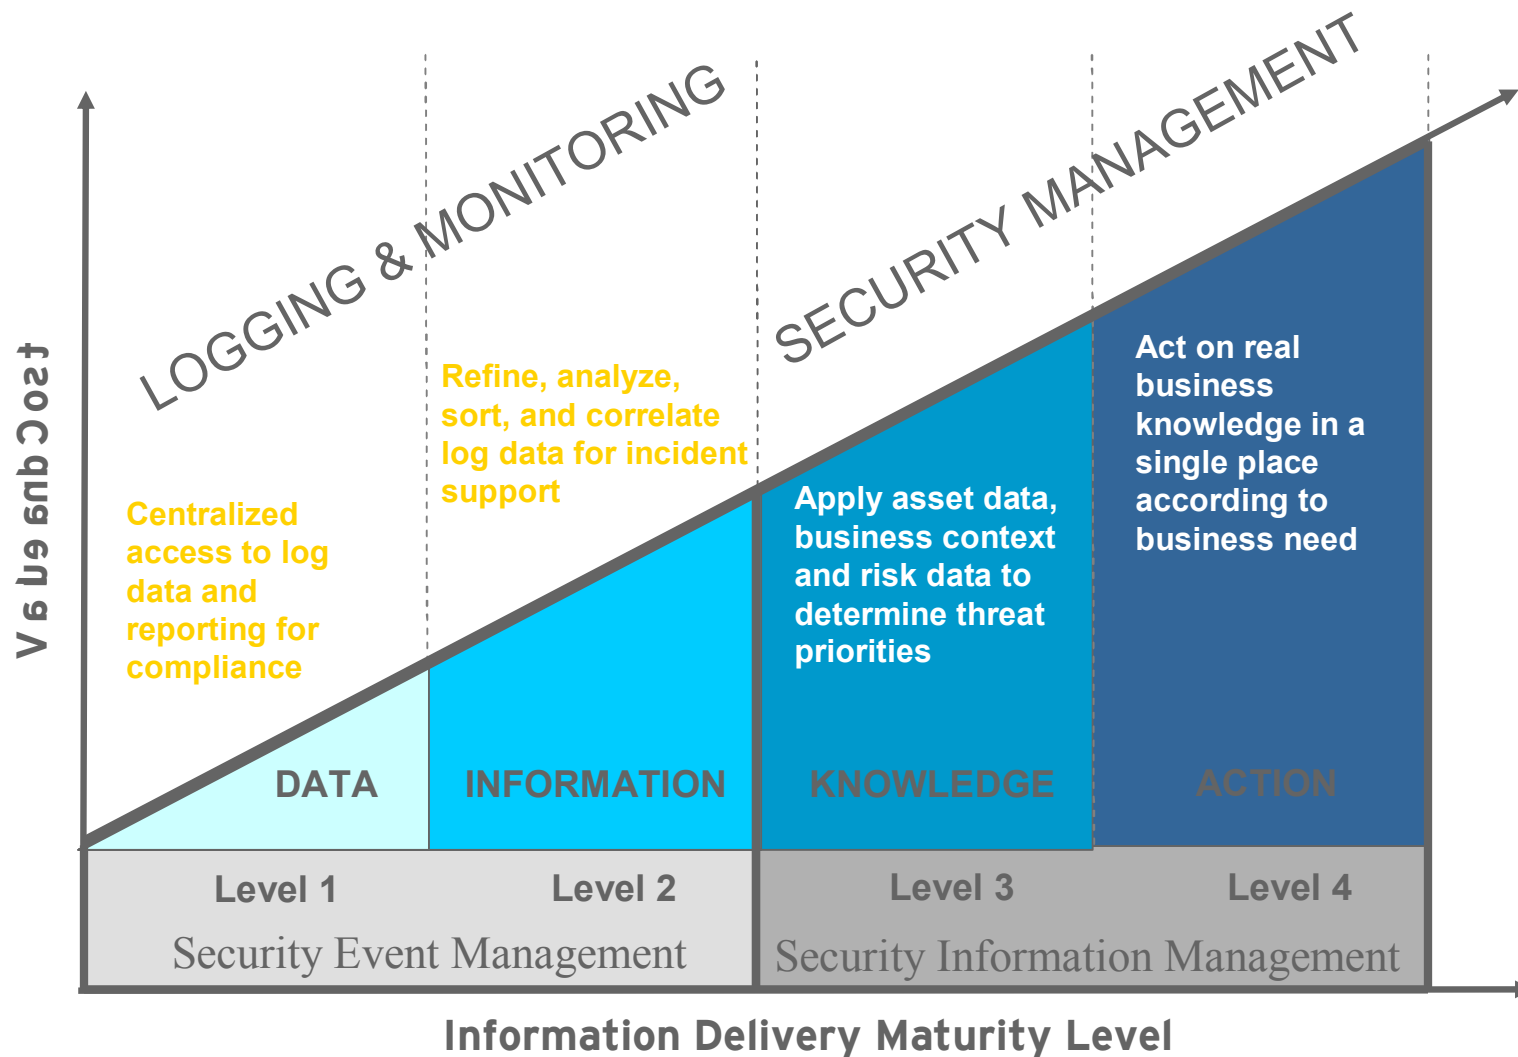 LOGGING & MONITORING
SECURITY MANAGEMENT
Va ue and Cost
Centralized
access to log
data and
reporting for
compliance
Refine, analyze,
sort, and correlate
log data for incident
support
Apply asset data,
business context
and risk data to
determine threat
priorities
Act on real
business
knowledge in a
single place
according to
business need
DATA
INFORMATION
KNOWLEDGE
ACTION
Level 1
Level 2
Level 3
Level 4
Security Event Management
Security Information Management
Information Delivery Maturity Level